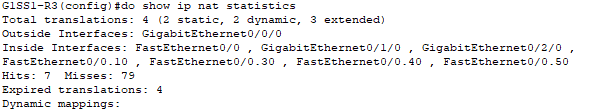 G1SS1-R3(config)#do show ip nat statistics
Total translations: 4 (2 static, 2 dynamic, 3 extended)
Outside Interfaces: GigabitEthernet0/0/0
Inside Interfaces: FastEthernet0/0 , GigabitEthernet0/1/0 , GigabitEthernet0/2/0 ,
FastEthernet0/0.10 , FastEthernet0/0.30 , FastEthernet0/0.40 , FastEthernet0/0.50
Hits: 7  Misses: 79
Expired translations: 4
Dynamic mappings: